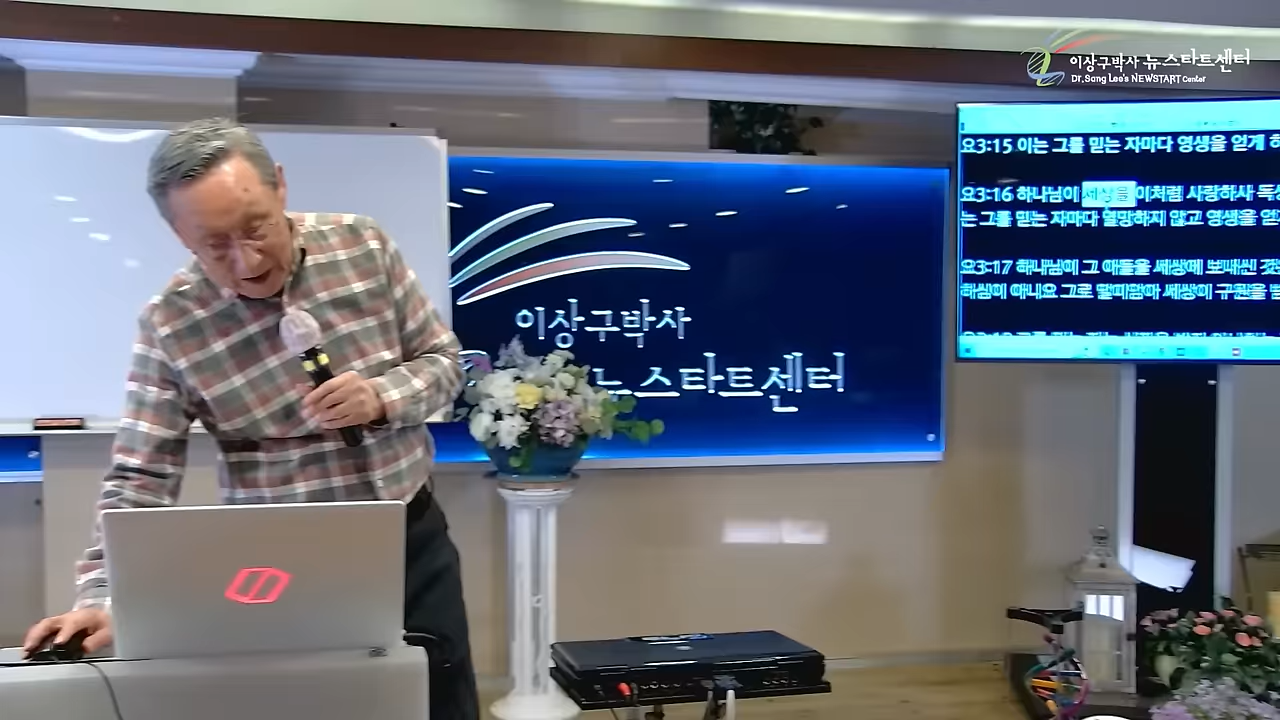 이상구박사 뉴스타트센터
Dr.Sang Lee's NEWSTART Center
요3:15 이는 그를 믿는 자마다 영생을 얻게 하
요3:16 하나님이 세상을 이처럼 사랑하사 독생
는 그를 믿는 자마다 멸망하지 않고 영생을 얻
요3:17 하나님이 그 아들을 세상에 보내신 것
하심이 아니요 그로 말미암아 세상이 구원을 받
이상구박사
뉴스타트센터